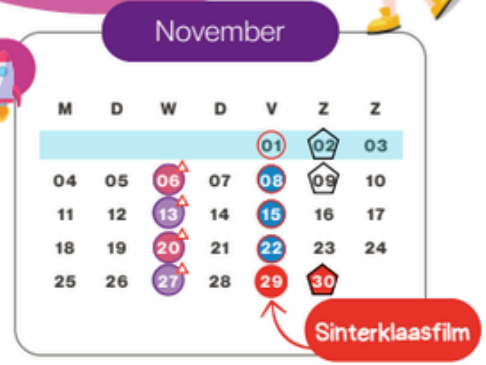 November
M D W D V Z Z
01 02 03
04 05 06 07 08 09 10
11 12 13 14 15 16 17
18 19 20 21 22 23 24
25 26 27 28 29 30
Sinterklaasfilm